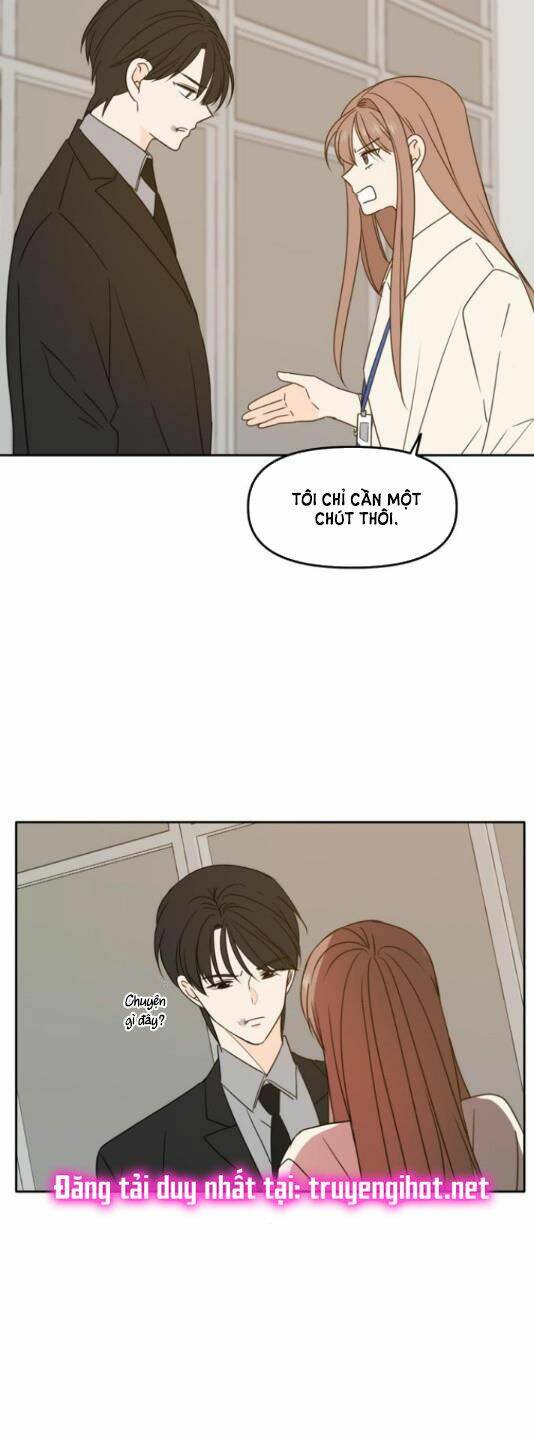 TÔI CHỈ CẦN MỘT
CHÚT THÔI.
Chuyện
gì đây?
Đăng tải duy nhất tại: truyengihot.net